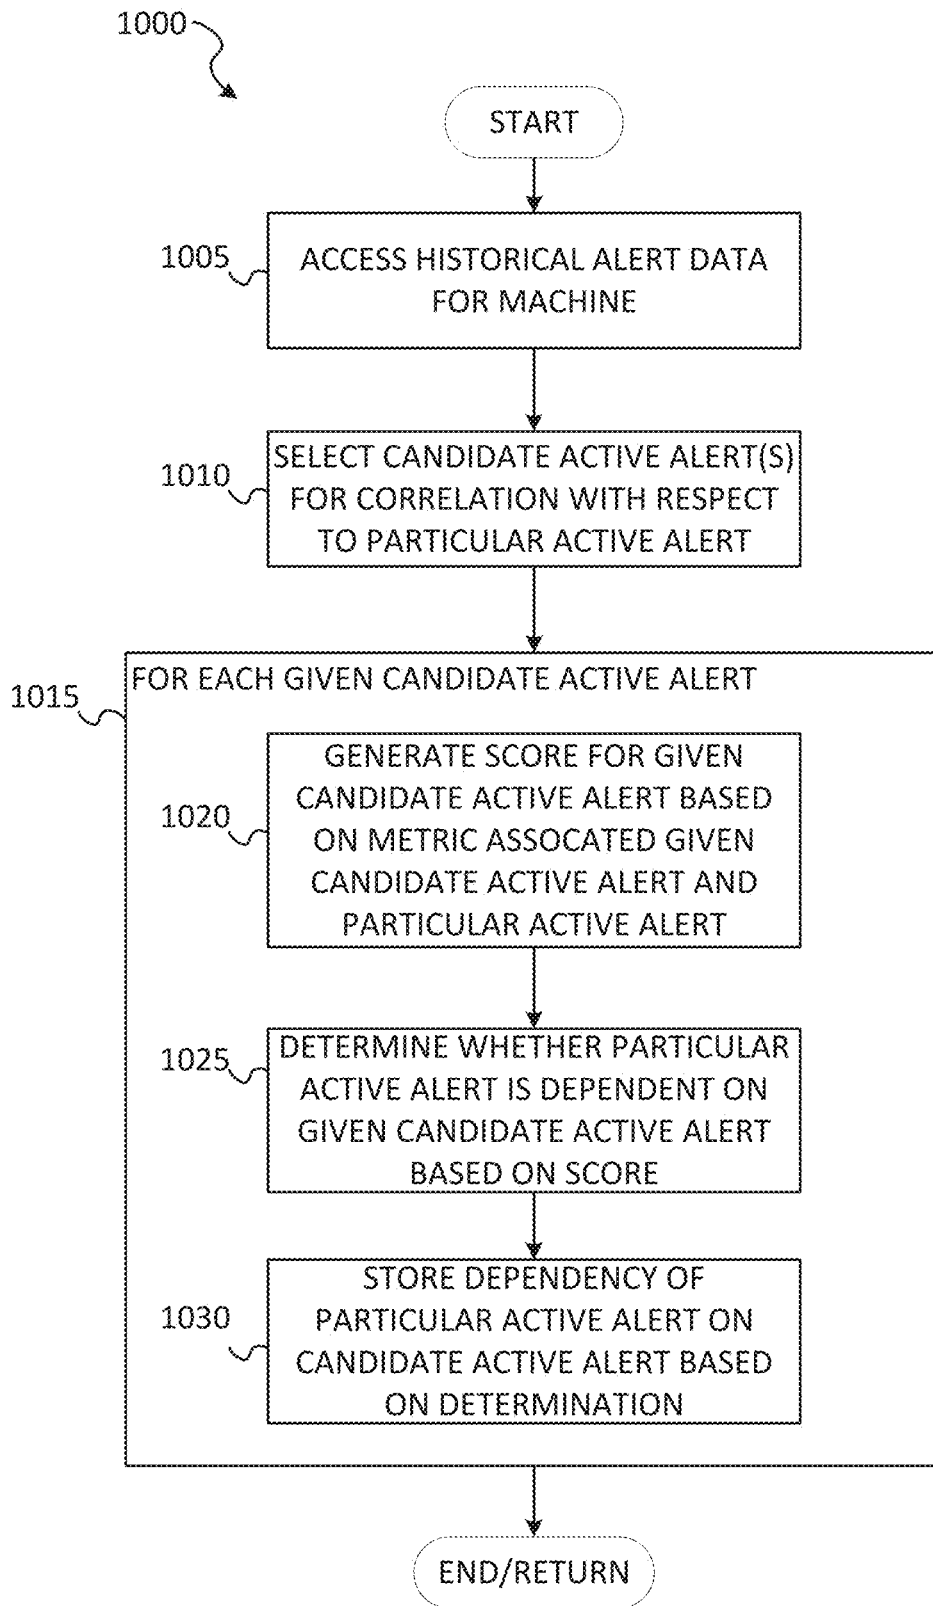 1000
START
1005
ACCESS HISTORICAL ALERT DATA
FOR MACHINE
1010
SELECT CANDIDATE ACTIVE ALERT(S)
FOR CORRELATION WITH RESPECT
TO PARTICULAR ACTIVE ALERT
1015
FOR EACH GIVEN CANDIDATE ACTIVE ALERT
1020
GENERATE SCORE FOR GIVEN
CANDIDATE ACTIVE ALERT BASED
ON METRIC ASSOCATED GIVEN
CANDIDATE ACTIVE ALERT AND
PARTICULAR ACTIVE ALERT
1025
DETERMINE WHETHER PARTICULAR
ACTIVE ALERT IS DEPENDENT ON
GIVEN CANDIDATE ACTIVE ALERT
BASED ON SCORE
1030
STORE DEPENDENCY OF
PARTICULAR ACTIVE ALERT ON
CANDIDATE ACTIVE ALERT BASED
ON DETERMINATION
END/RETURN